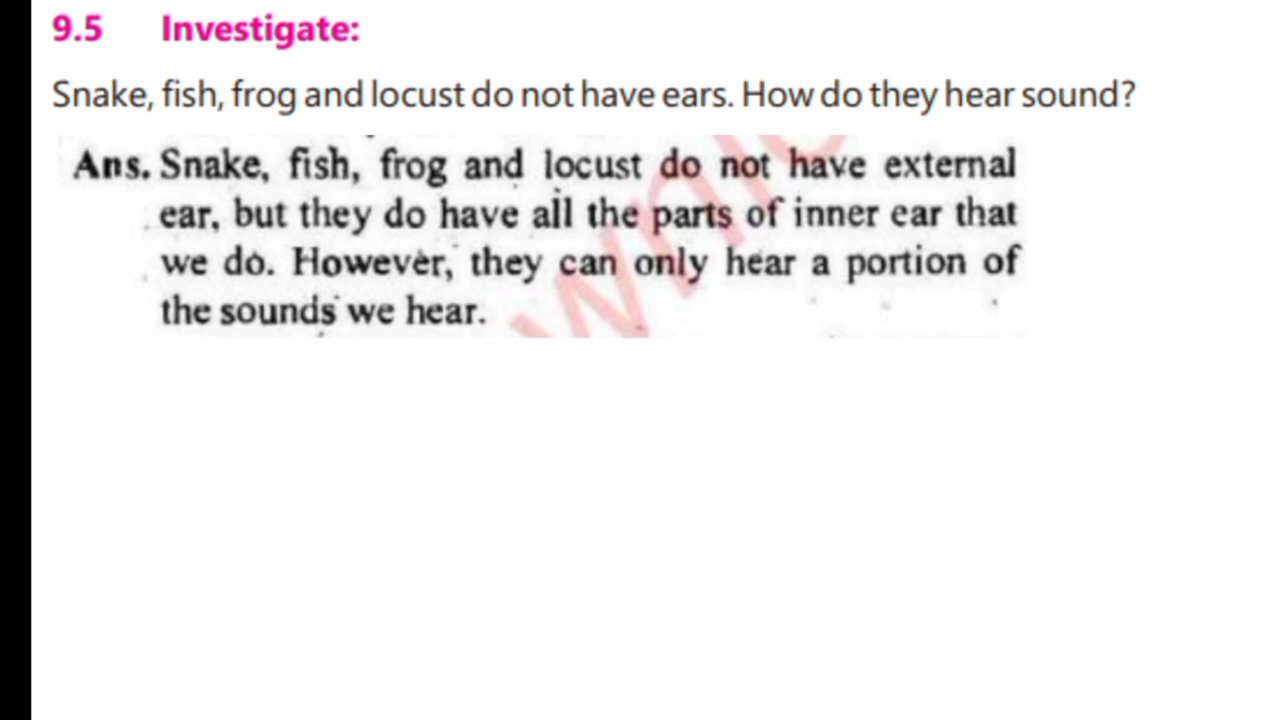 9.5 Investigate:
Snake, fish, frog and locust do not have ears. How do they hear sound?
Ans. Snake, fish, frog and locust do not have external
ear, but they do have all the parts of inner ear that
we do. However, they can only hear a portion of
the sounds we hear.